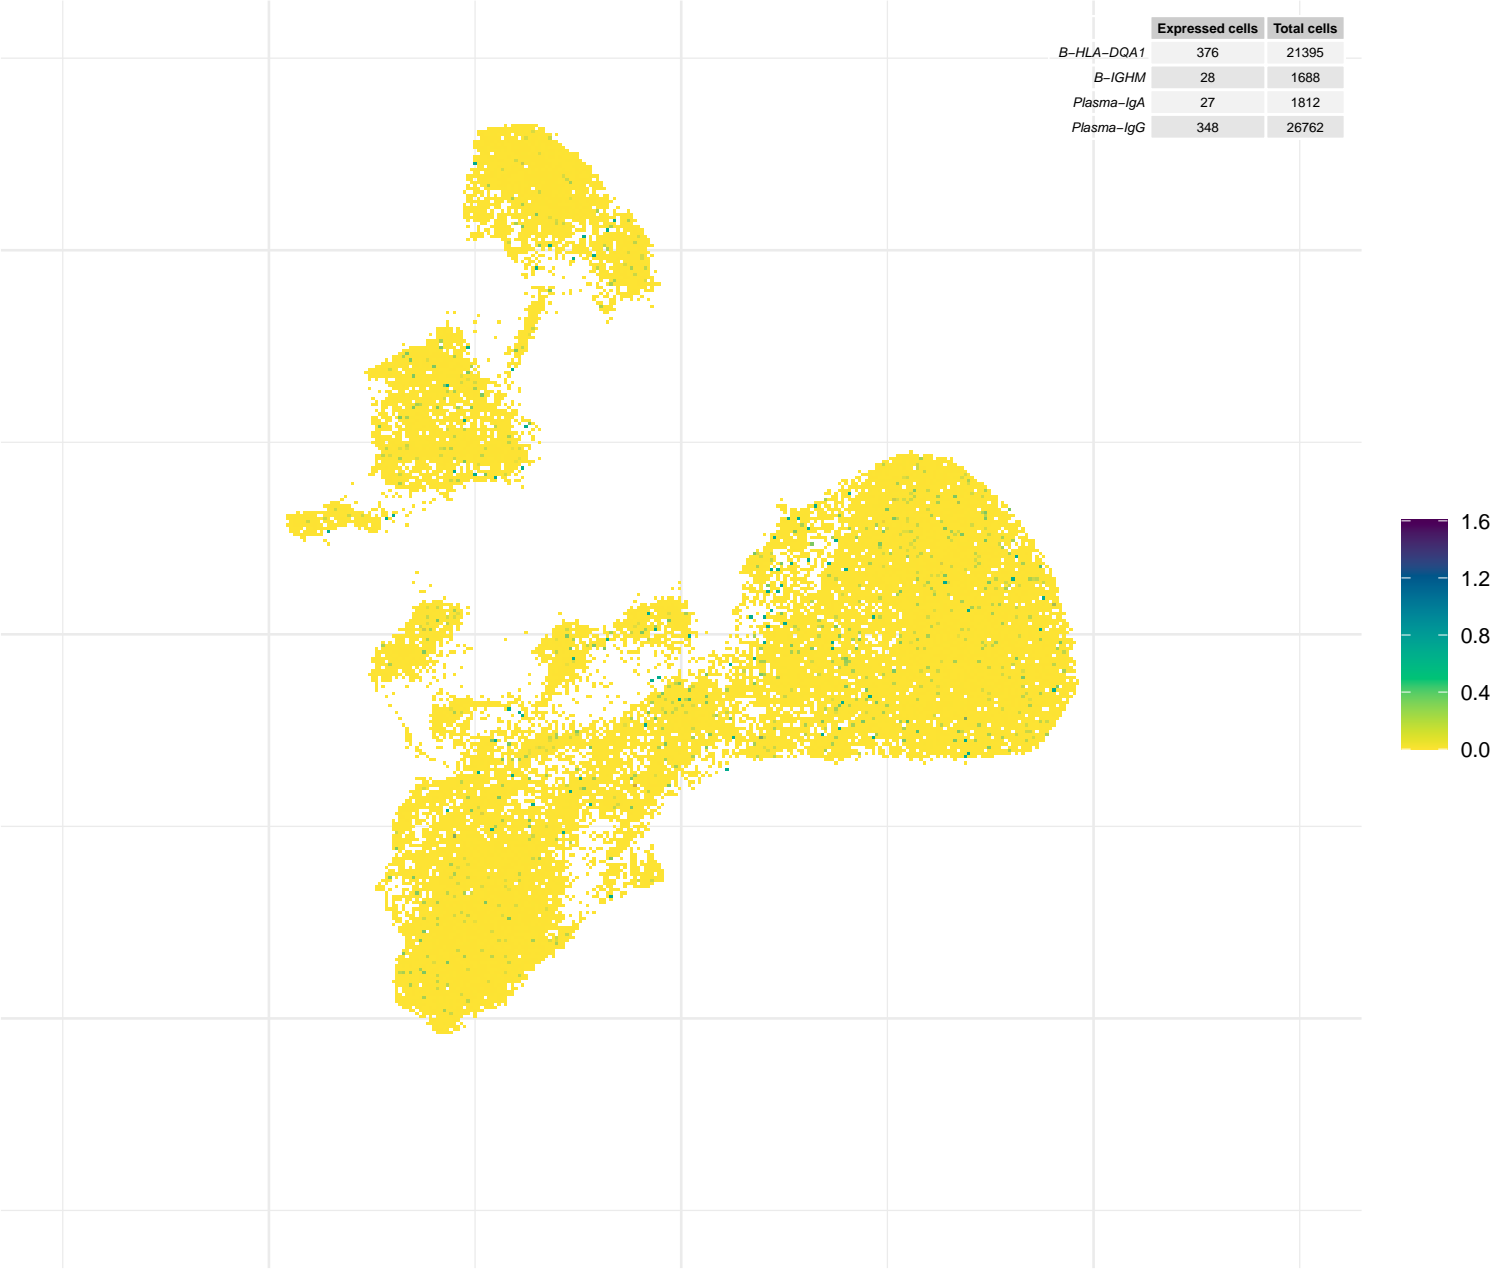 Expressed cells Total cells
B−HLA−DQA1 376 21395
B−IGHM 28 1688
Plasma−IgA 27 1812
Plasma−IgG 348 26762
1.6
1.2
0.8
0.4
0.0